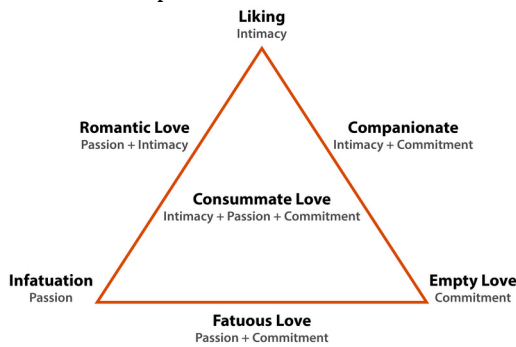 Liking
Intimacy
Romantic Love
Passion + Intimacy
Companionate
Intimacy + Commitment
Consummate Love
Intimacy + Passion + Commitment
Infatuation
Passion
Empty Love
Commitment
Fatuous Love
Passion + Commitment